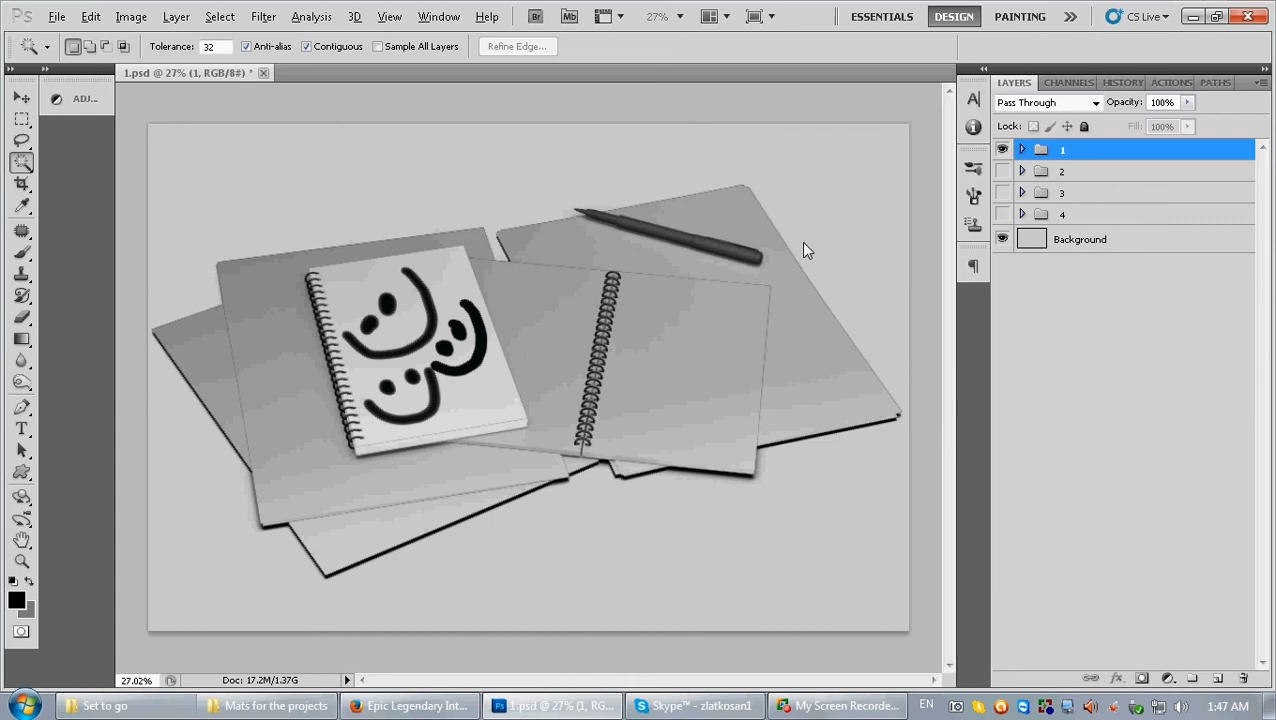 Ps File Edit Image Layer Select Filter Analysis 3D View Window Help Br Mb 27% ESSENTIALS DESIGN PAINTING CS Live
Tolerance: 32 Anti-alias Contiguous Sample All Layers Refine Edge...
1.psd @ 27% (1, RGB/8#) *
ADJ...
LAYERS CHANNELS HISTORY ACTIONS PATHS
Pass Through Opacity: 100%
Lock: Fill: 100%
1
2
3
4
Background
27.02% Doc: 17.2M/1.37G
Set to go Mats for the projects Epic Legendary Int... 1.psd @ 27% (1, RG... Skype™ - zlatkosan1 My Screen Recorde... EN 1:47 AM